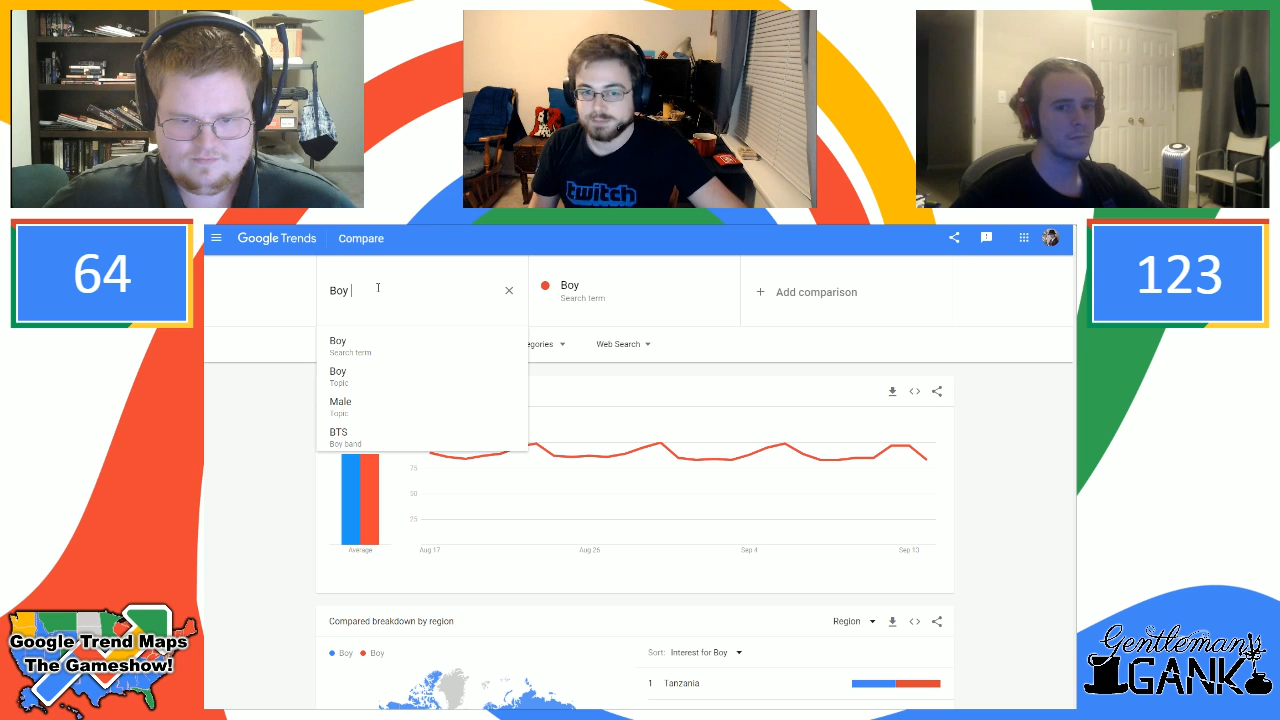 twitch
64
123
Google Trends
Compare
Boy
Boy
Search term
+ Add comparison
Boy
Search term
Boy
Topic
Male
Topic
BTS
Boy band
egories
Web Search
75
50
25
Average
Aug 17
Aug 26
Sep 4
Sep 13
Compared breakdown by region
Region
Boy
Boy
Sort: Interest for Boy
1 Tanzania
Google Trend Maps
The Gameshow!
Gentleman's
GANK